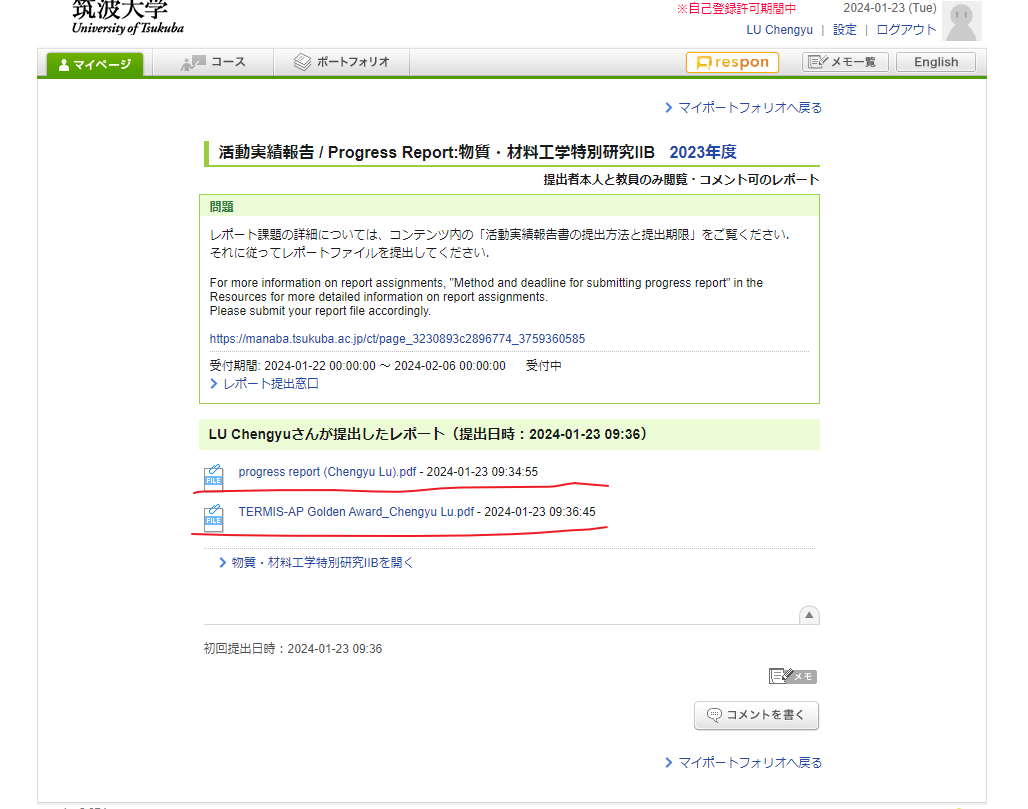 筑波大学
University of Tsukuba
※自己登録許可期間中
2024-01-23 (Tue)
LU Chengyu | 設定 | ログアウト
マイページ
コース
ポートフォリオ
respon
メモ一覧
English
マイポートフォリオへ戻る
活動実績報告 / Progress Report:物質・材料工学特別研究IIB 2023年度
提出者本人と教員のみ閲覧・コメント可のレポート
問題
レポート課題の詳細については、コンテンツ内の「活動実績報告書の提出方法と提出期限」をご覧ください.
それに従ってレポートファイルを提出してください.
For more information on report assignments, "Method and deadline for submitting progress report" in the
Resources for more detailed information on report assignments.
Please submit your report file accordingly.
https://manaba.tsukuba.ac.jp/ct/page_3230893c2896774_3759360585
受付期間: 2024-01-22 00:00:00 ～ 2024-02-06 00:00:00 受付中
レポート提出窓口
LU Chengyuさんが提出したレポート（提出日時：2024-01-23 09:36）
FILE
progress report (Chengyu Lu).pdf - 2024-01-23 09:34:55
FILE
TERMIS-AP Golden Award_Chengyu Lu.pdf - 2024-01-23 09:36:45
物質・材料工学特別研究IIBを開く
初回提出日時：2024-01-23 09:36
メモ
コメントを書く
マイポートフォリオへ戻る